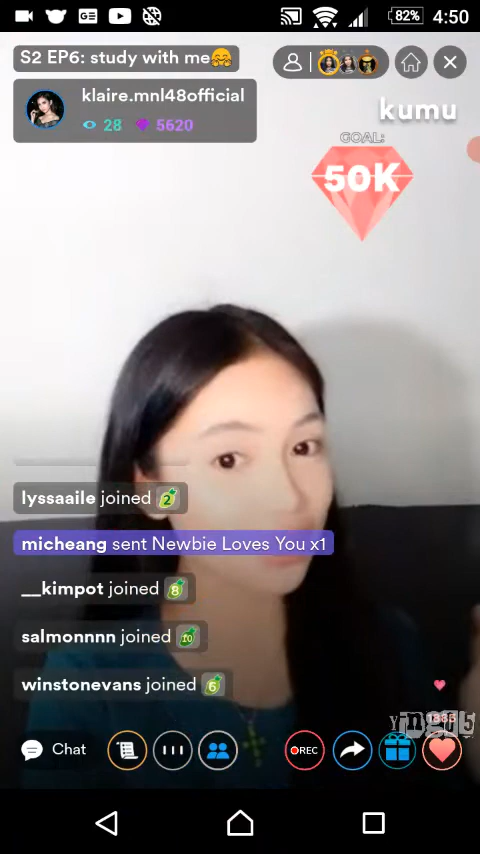 82% 4:50
S2 EP6: study with me🤗
klaire.mnl48official
28 5620
kumu
GOAL:
50K
lyssaaile joined 2
micheang sent Newbie Loves You x1
__kimpot joined 8
salmonnnn joined 10
winstonevans joined 6
Chat
REC